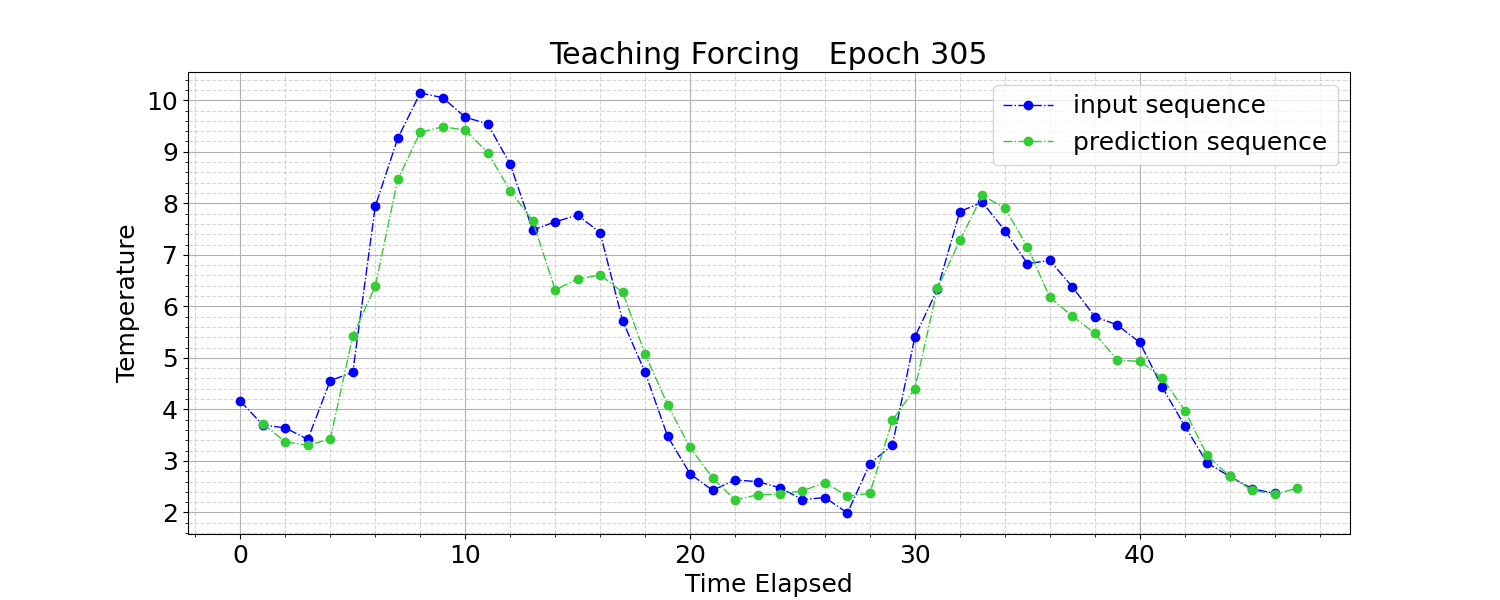 Teaching Forcing   Epoch 305
input sequence
prediction sequence
10
9
8
7
6
5
4
3
2
Temperature
0 10 20 30 40
Time Elapsed